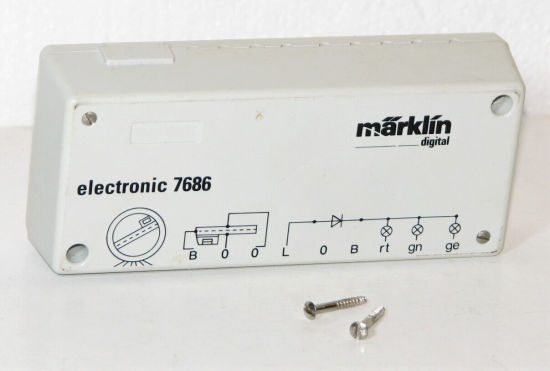 märklin
digital
electronic 7686
B 0 0 L 0 B rt gn ge